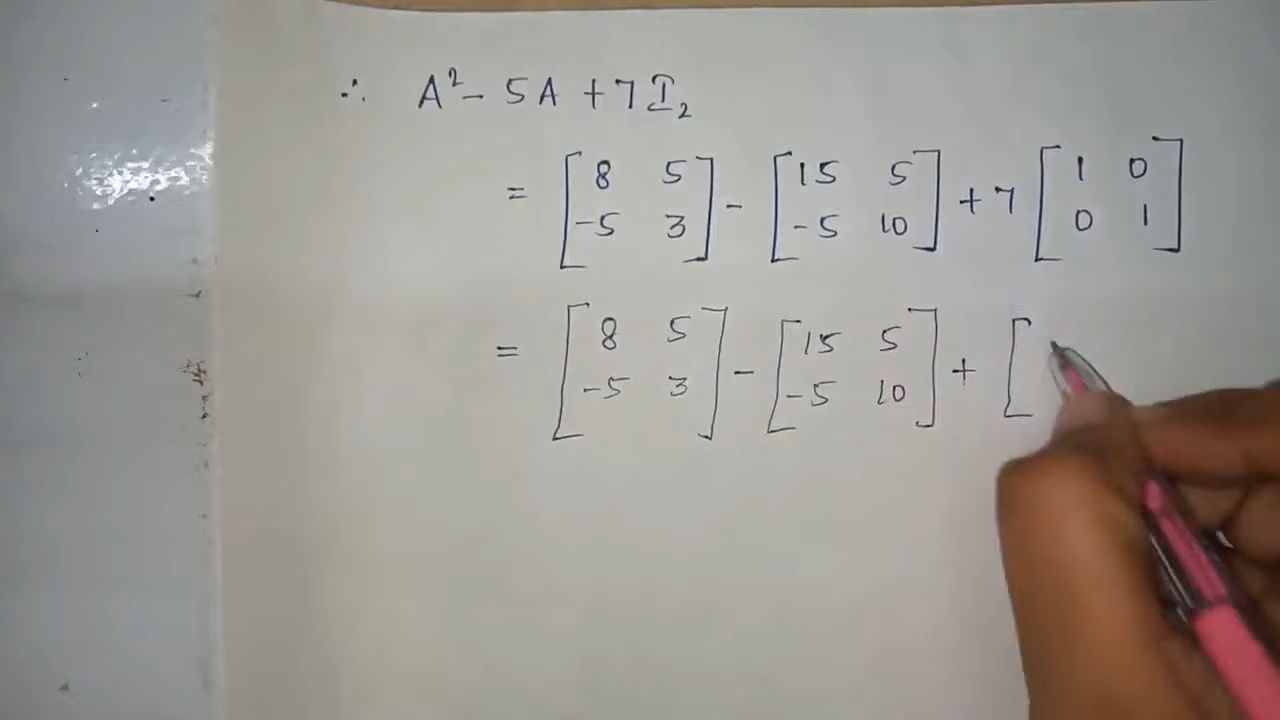 ∴ A² - 5A + 7I₂
= [8 5 -5 3] - [15 5 -5 10] + 7 [1 0 0 1]
= [8 5 -5 3] - [15 5 -5 10] + [